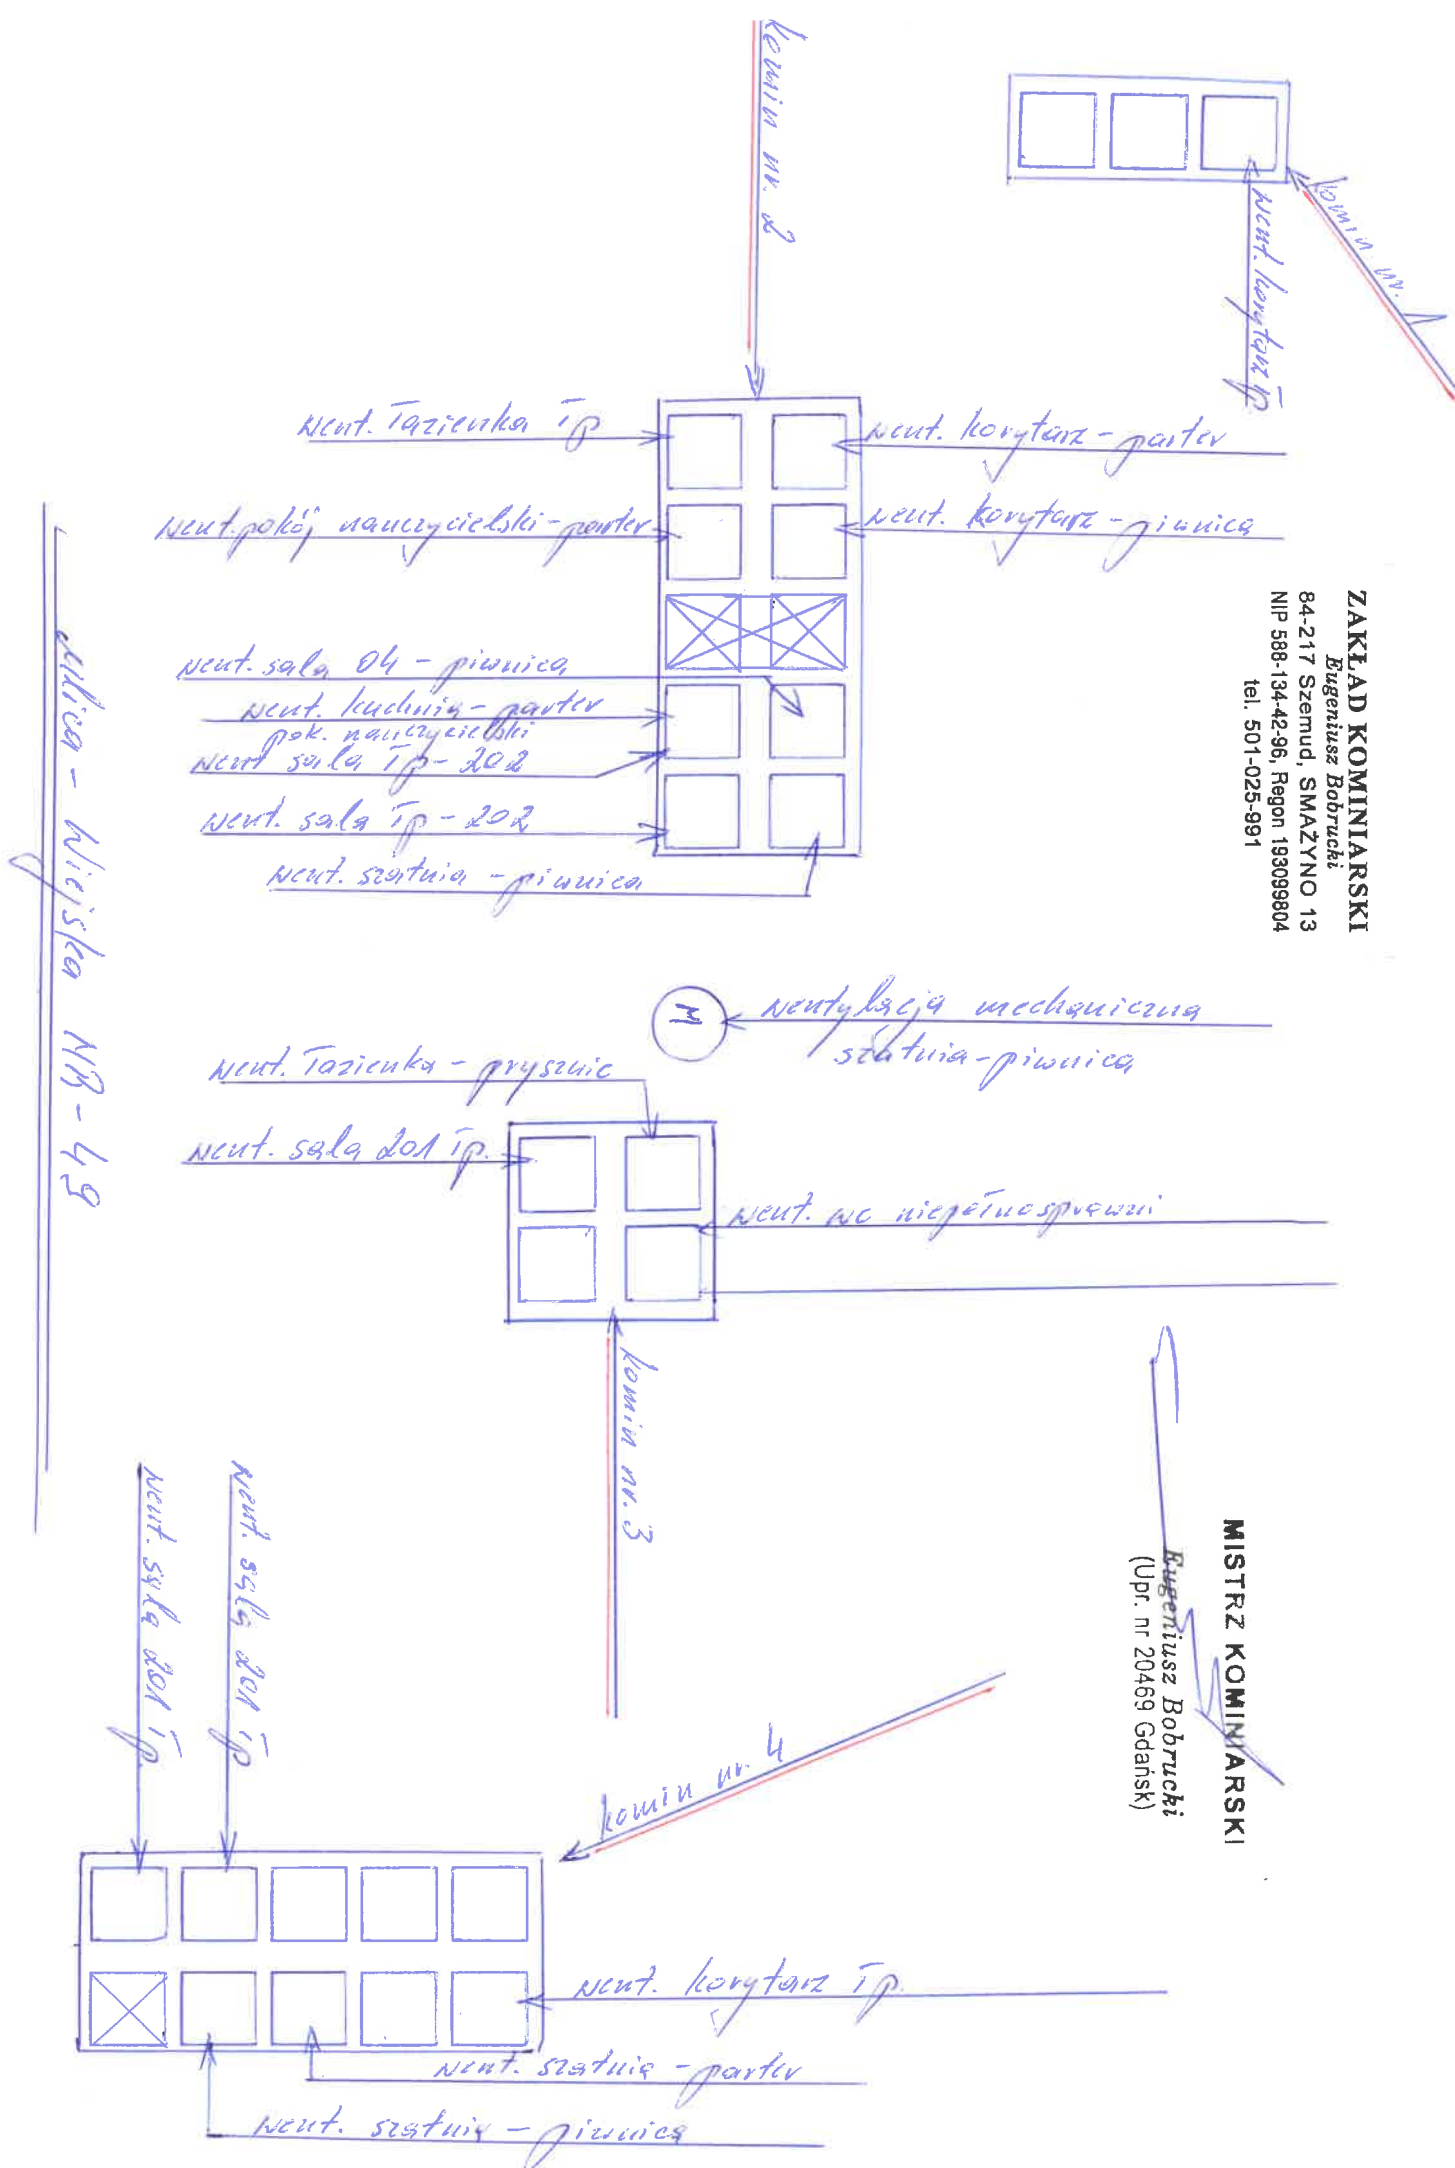 komin nr. 1
went. korytarz Ip
komin nr. 2
went. łazienka Ip
went. korytarz - parter
went. pokój nauczycielski - parter
went. korytarz - piwnica
went. sala 04 - piwnica
went. kuchnia - parter
pok. nauczycielski
went sala Ip - 202
went. sala Ip - 202
went. szatnia - piwnica
ZAKŁAD KOMINIARSKI
Eugeniusz Bobrucki
84-217 Szemud, SMAŻYNO 13
NIP 588-134-42-96, Regon 193099804
tel. 501-025-991
M
wentylacja mechaniczna
szatnia - piwnica
went. łazienka - prysznic
went. sala 201 Ip.
went. wc niepełnosprawni
komin nr. 3
ulica - Wiejska NR - 49
MISTRZ KOMINIARSKI
Eugeniusz Bobrucki
(Upr. nr 20469 Gdańsk)
komin nr. 4
went. sala 201 Ip
went. sala 201 Ip.
went. korytarz Ip.
went. szatnia - parter
went. szatnia - piwnica